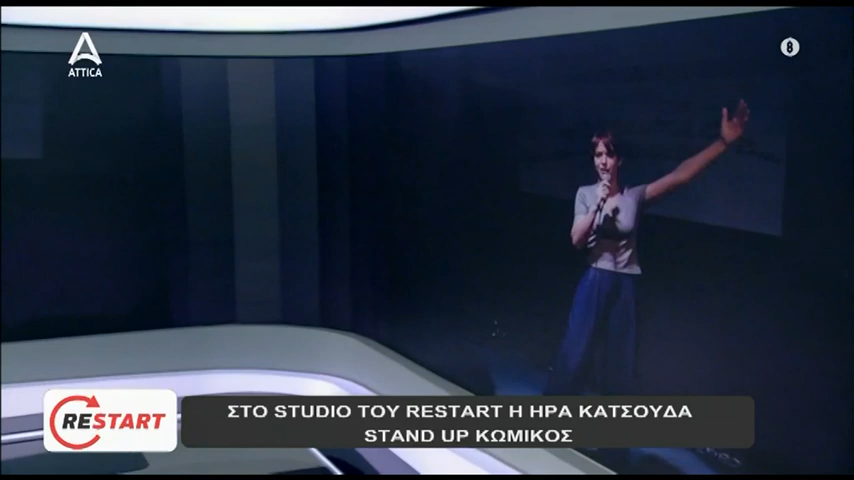 ATTICA
8
RESTART
ΣΤΟ STUDIO ΤΟΥ RESTART Η ΗΡΑ ΚΑΤΣΟΥΔΑ
STAND UP ΚΩΜΙΚΟΣ